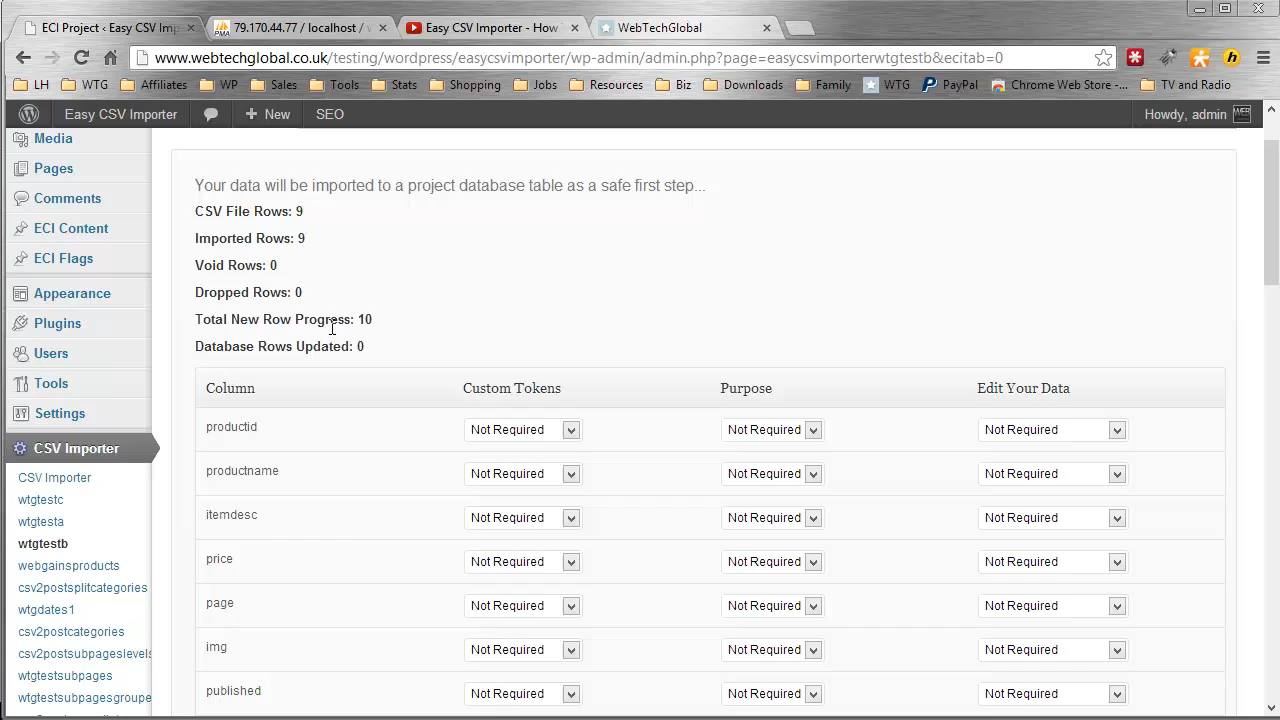 ECI Project - Easy CSV Imp
79.170.44.77 / localhost / v
Easy CSV Importer - How
WebTechGlobal
www.webtechglobal.co.uk/testing/wordpress/easycsvimporter/wp-admin/admin.php?page=easycsvimporterwtgtestb&ecitab=0
LH WTG Affiliates WP Sales Tools Stats Shopping Job. Resources Biz Downloads Family WTG PayPal Chrome Web Store -... TV and Radio
Easy CSV Importer + New SEO Howdy, admin
Media
Pages
Comments
ECI Content
ECI Flags
Appearance
Plugins
Users
Tools
Settings
CSV Importer
CSV Importer
wtgtestc
wtgtesta
wtgtestb
webgainsproducts
csv2postsplitcategories
wtgdates1
csv2postcategories
csv2postsubpageslevels
wtgtestsubpages
wtgtestsubpagesgroupe
Your data will be imported to a project database table as a safe first step...
CSV File Rows: 9
Imported Rows: 9
Void Rows: 0
Dropped Rows: 0
Total New Row Progress: 10
Database Rows Updated: 0
Column Custom Tokens Purpose Edit Your Data
productid Not Required Not Required Not Required
productname Not Required Not Required Not Required
itemdesc Not Required Not Required Not Required
price Not Required Not Required Not Required
page Not Required Not Required Not Required
img Not Required Not Required Not Required
published Not Required Not Required Not Required